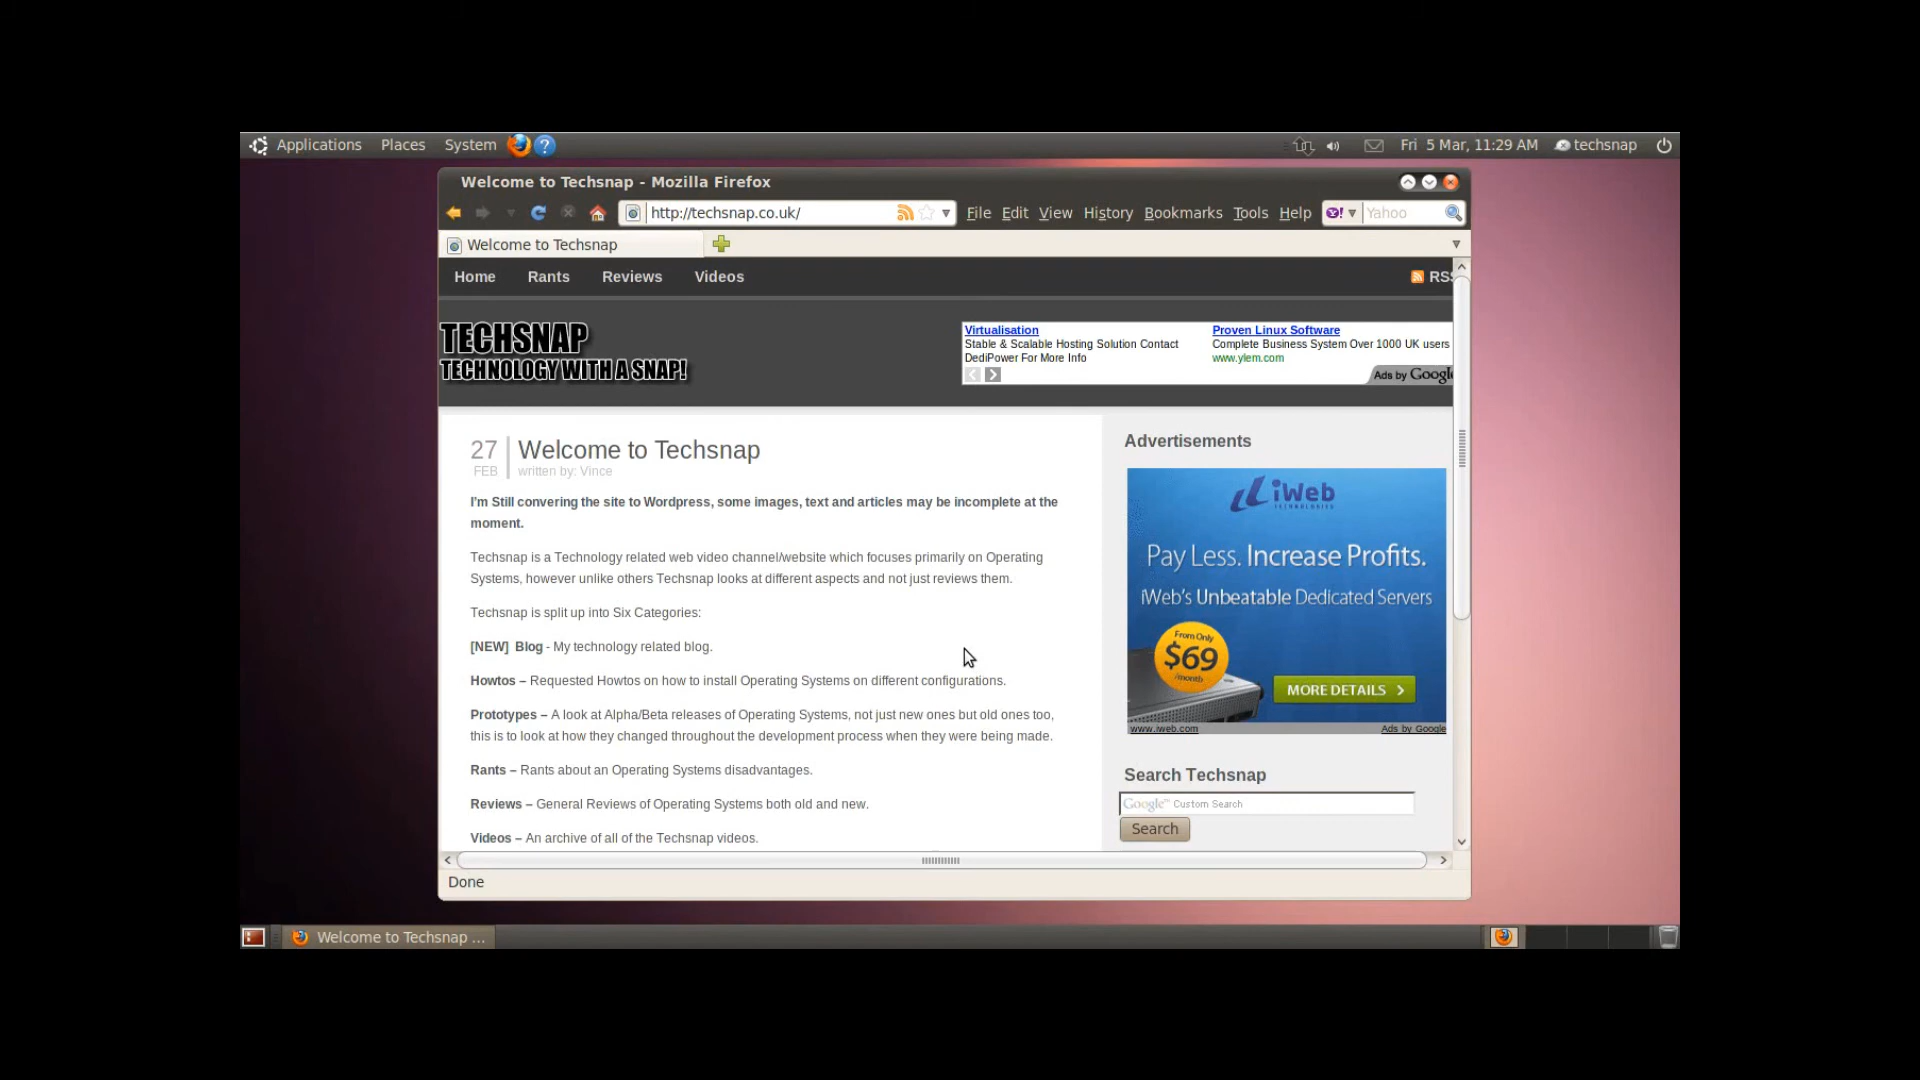 Applications Places System
Fri 5 Mar, 11:29 AM techsnap
Welcome to Techsnap - Mozilla Firefox
http://techsnap.co.uk/ File Edit View History Bookmarks Tools Help Yahoo
Welcome to Techsnap
Home Rants Reviews Videos
TECHSNAP
TECHNOLOGY WITH A SNAP!
Virtualisation
Stable & Scalable Hosting Solution Contact
DediPower For More Info
Proven Linux Software
Complete Business System Over 1000 UK users
www.ylem.com
Ads by
27
FEB
Welcome to Techsnap
written by: Vince
I'm Still convering the site to Wordpress, some images, text and articles may be incomplete at the
moment.
Techsnap is a Technology related web video channel/website which focuses primarily on Operating
Systems, however unlike others Techsnap looks at different aspects and not just reviews them.
Techsnap is split up into Six Categories:
[NEW] Blog - My technology related blog.
Howtos – Requested Howtos on how to install Operating Systems on different configurations.
Prototypes – A look at Alpha/Beta releases of Operating Systems, not just new ones but old ones too,
this is to look at how they changed throughout the development process when they were being made.
Rants – Rants about an Operating Systems disadvantages.
Reviews – General Reviews of Operating Systems both old and new.
Videos – An archive of all of the Techsnap videos.
Advertisements
iWeb
TECHNOLOGIES
Pay Less. Increase Profits.
iWeb's Unbeatable Dedicated Servers
From Only
$69
/month
MORE DETAILS
www.iweb.com Ads by Google
Search Techsnap
Google™ Custom Search
Search
Done
Welcome to Techsnap ...